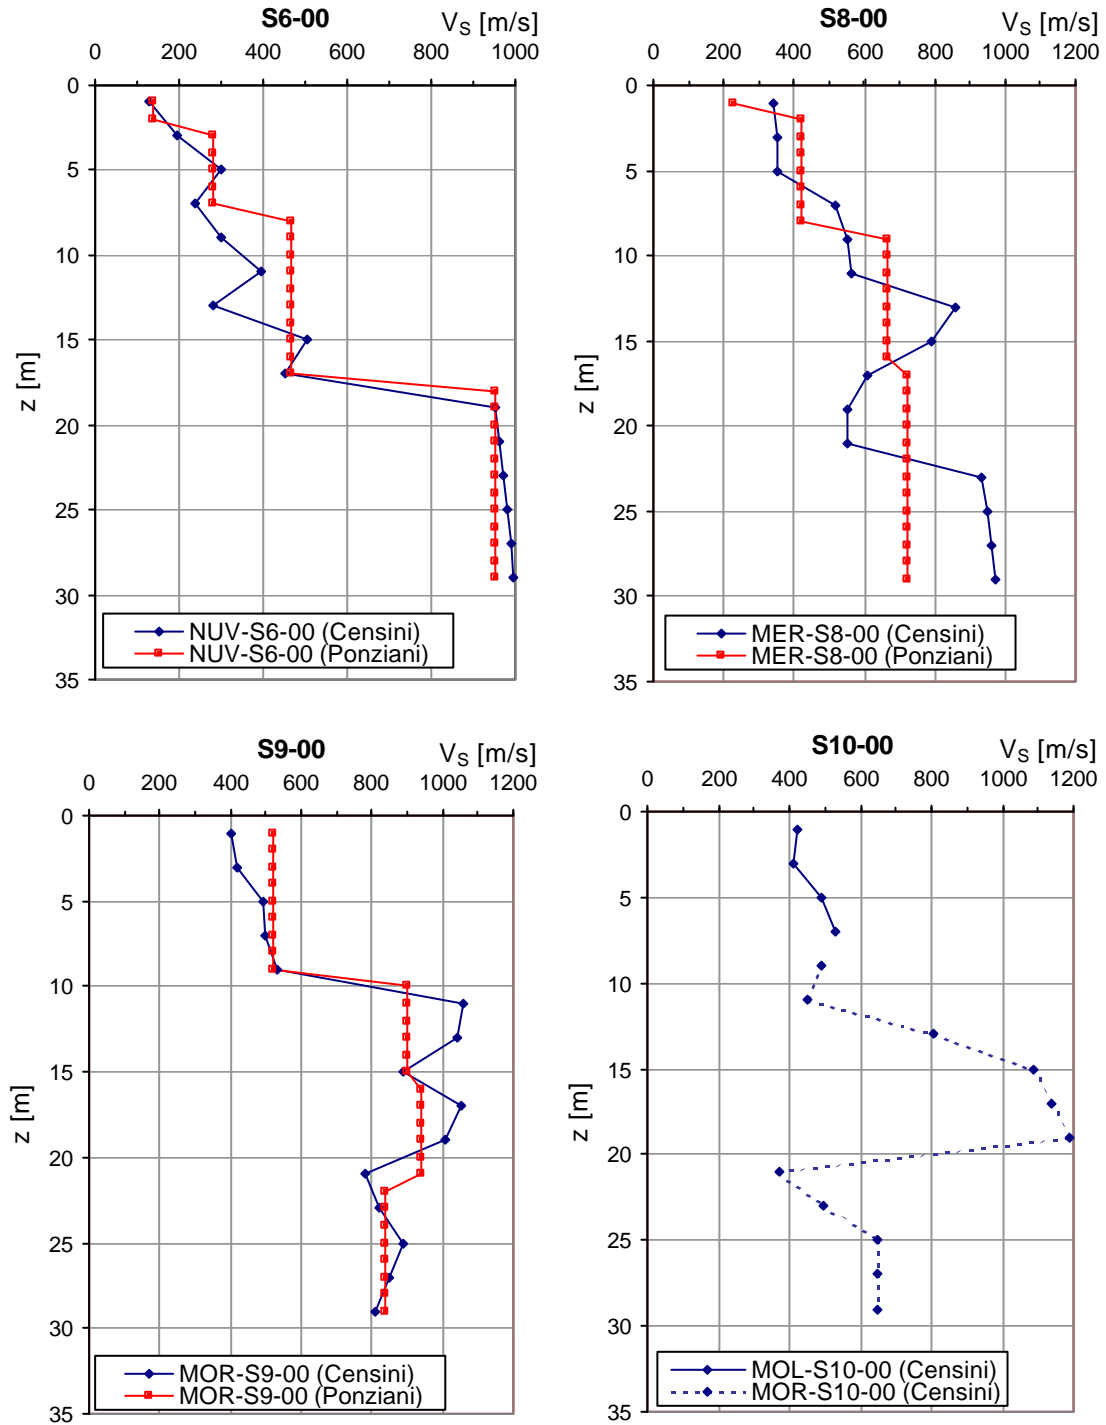 S6-00
V_S [m/s]
0 200 400 600 800 1000
0
5
10
15
20
25
30
35
z [m]
NUV-S6-00 (Censini)
NUV-S6-00 (Ponziani)
S8-00
V_S [m/s]
0 200 400 600 800 1000 1200
0
5
10
15
20
25
30
35
z [m]
MER-S8-00 (Censini)
MER-S8-00 (Ponziani)
S9-00
V_S [m/s]
0 200 400 600 800 1000 1200
0
5
10
15
20
25
30
35
z [m]
MOR-S9-00 (Censini)
MOR-S9-00 (Ponziani)
S10-00
V_S [m/s]
0 200 400 600 800 1000 1200
0
5
10
15
20
25
30
35
z [m]
MOL-S10-00 (Censini)
MOR-S10-00 (Censini)